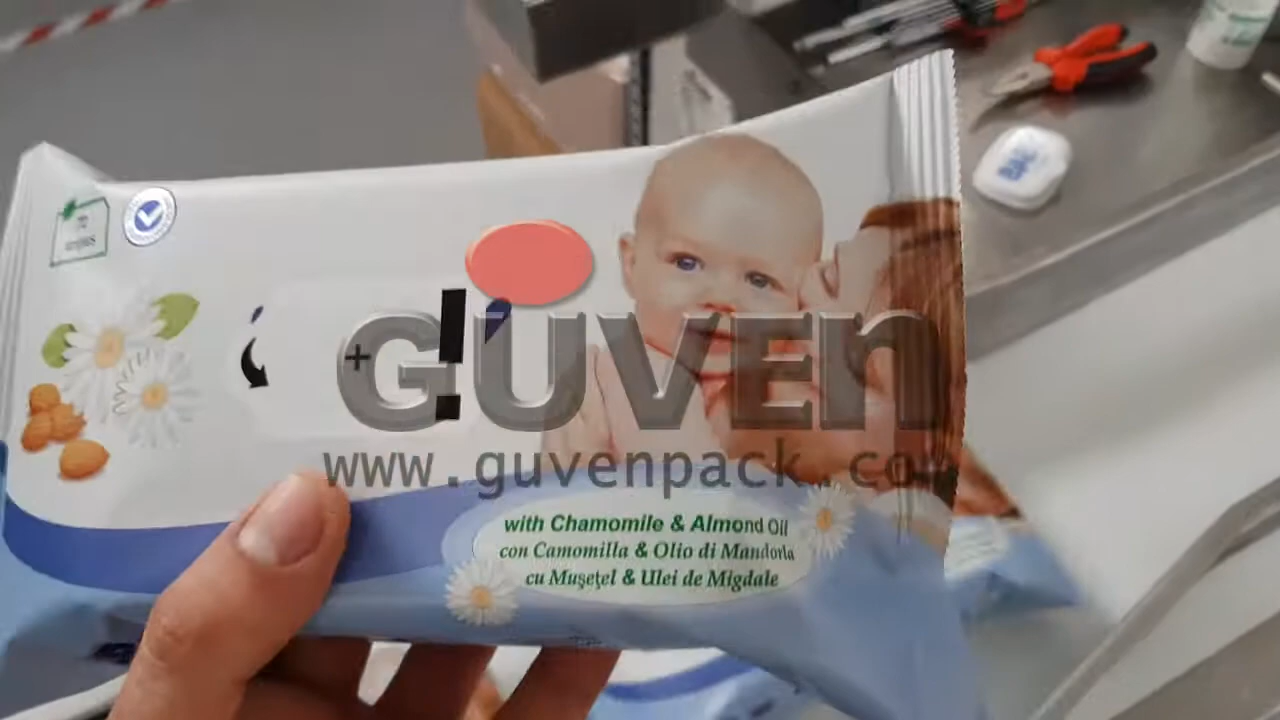 GUVEN
www.guvenpack.co
with Chamomile & Almond Oil
con Camomilla & Olio di Mandorla
cu Mușețel & Ulei de Migdale